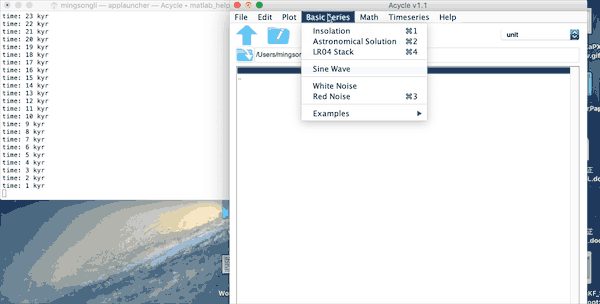 mingsongli — applauncher — Acycle • matlab_help
time: 23 kyr
time: 22 kyr
time: 21 kyr
time: 20 kyr
time: 19 kyr
time: 18 kyr
time: 17 kyr
time: 16 kyr
time: 15 kyr
time: 14 kyr
time: 13 kyr
time: 12 kyr
time: 11 kyr
time: 10 kyr
time: 9 kyr
time: 8 kyr
time: 7 kyr
time: 6 kyr
time: 5 kyr
time: 4 kyr
time: 3 kyr
time: 2 kyr
time: 1 kyr
Acycle v1.1
File Edit Plot Basic Series Math Timeseries Help
unit
/Users/mingson
Insolation ⌘1
Astronomical Solution ⌘2
LR04 Stack ⌘4
Sine Wave
White Noise
Red Noise ⌘3
Examples